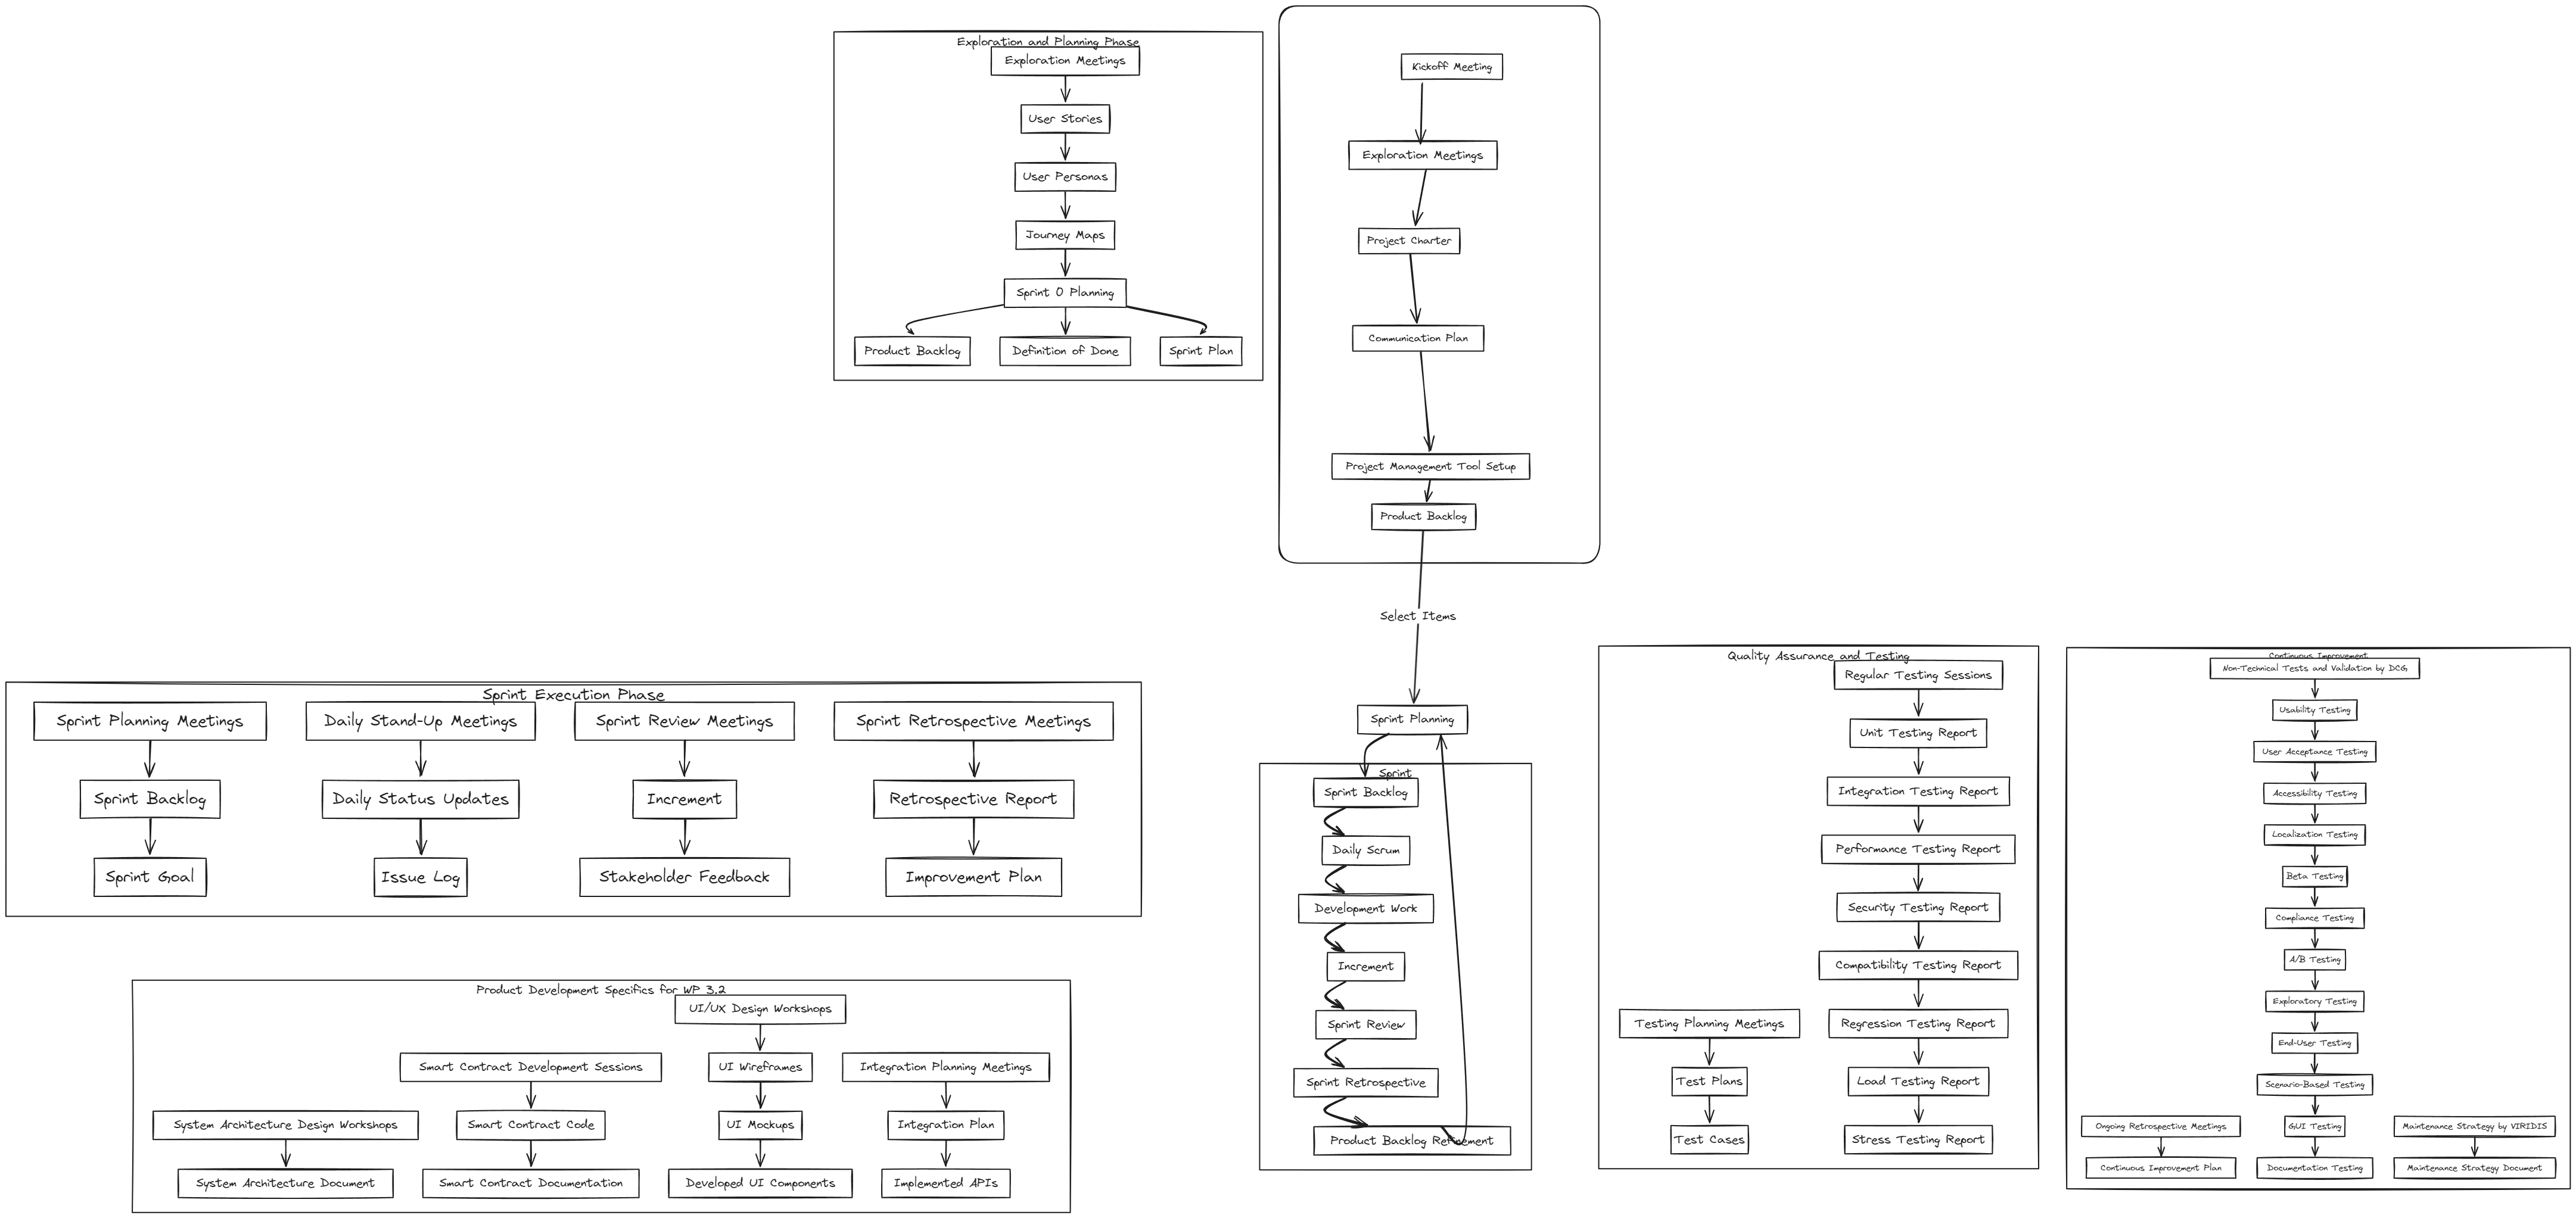 Exploration and Planning Phase
Exploration Meetings
User Stories
User Personas
Journey Maps
Sprint 0 Planning
Product Backlog
Definition of Done
Sprint Plan
Kickoff Meeting
Exploration Meetings
Project Charter
Communication Plan
Project Management Tool Setup
Product Backlog
Select Items
Sprint Planning
Sprint
Sprint Backlog
Daily Scrum
Development Work
Increment
Sprint Review
Sprint Retrospective
Product Backlog Refinement
Sprint Execution Phase
Sprint Planning Meetings
Sprint Backlog
Sprint Goal
Daily Stand-Up Meetings
Daily Status Updates
Issue Log
Sprint Review Meetings
Increment
Stakeholder Feedback
Sprint Retrospective Meetings
Retrospective Report
Improvement Plan
Product Development Specifics for WP 3.2
System Architecture Design Workshops
System Architecture Document
Smart Contract Development Sessions
Smart Contract Code
Smart Contract Documentation
UI/UX Design Workshops
UI Wireframes
UI Mockups
Developed UI Components
Integration Planning Meetings
Integration Plan
Implemented APIs
Quality Assurance and Testing
Testing Planning Meetings
Test Plans
Test Cases
Regular Testing Sessions
Unit Testing Report
Integration Testing Report
Performance Testing Report
Security Testing Report
Compatibility Testing Report
Regression Testing Report
Load Testing Report
Stress Testing Report
Continuous Improvement
Ongoing Retrospective Meetings
Continuous Improvement Plan
Non-Technical Tests and Validation by DCG
Usability Testing
User Acceptance Testing
Accessibility Testing
Localization Testing
Beta Testing
Compliance Testing
A/B Testing
Exploratory Testing
End-User Testing
Scenario-Based Testing
GUI Testing
Documentation Testing
Maintenance Strategy by VIRIDIS
Maintenance Strategy Document